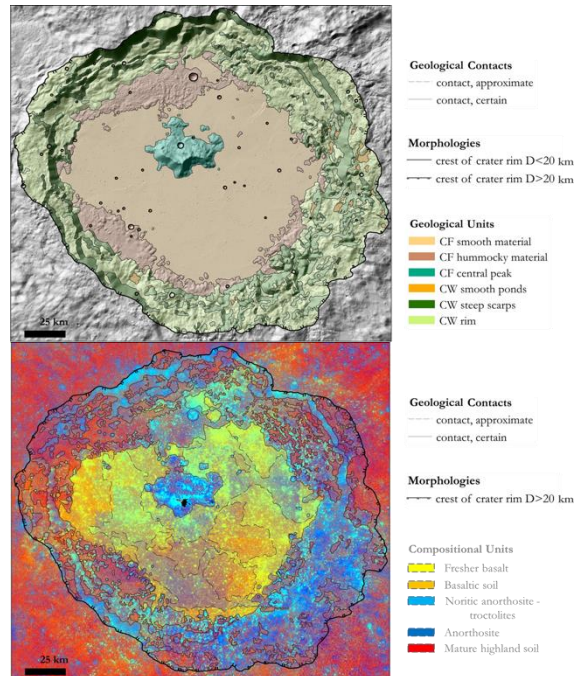 Geological Contacts
contact, approximate
contact, certain
Morphologies
crest of crater rim D<20 km
crest of crater rim D>20 km
Geological Units
CF smooth material
CF hummocky material
CF central peak
CW smooth ponds
CW steep scarps
CW rim
25 km
Geological Contacts
contact, approximate
contact, certain
Morphologies
crest of crater rim D>20 km
Compositional Units
Fresher basalt
Basaltic soil
Noritic anorthosite -
troctolites
Anorthosite
Mature highland soil
25 km